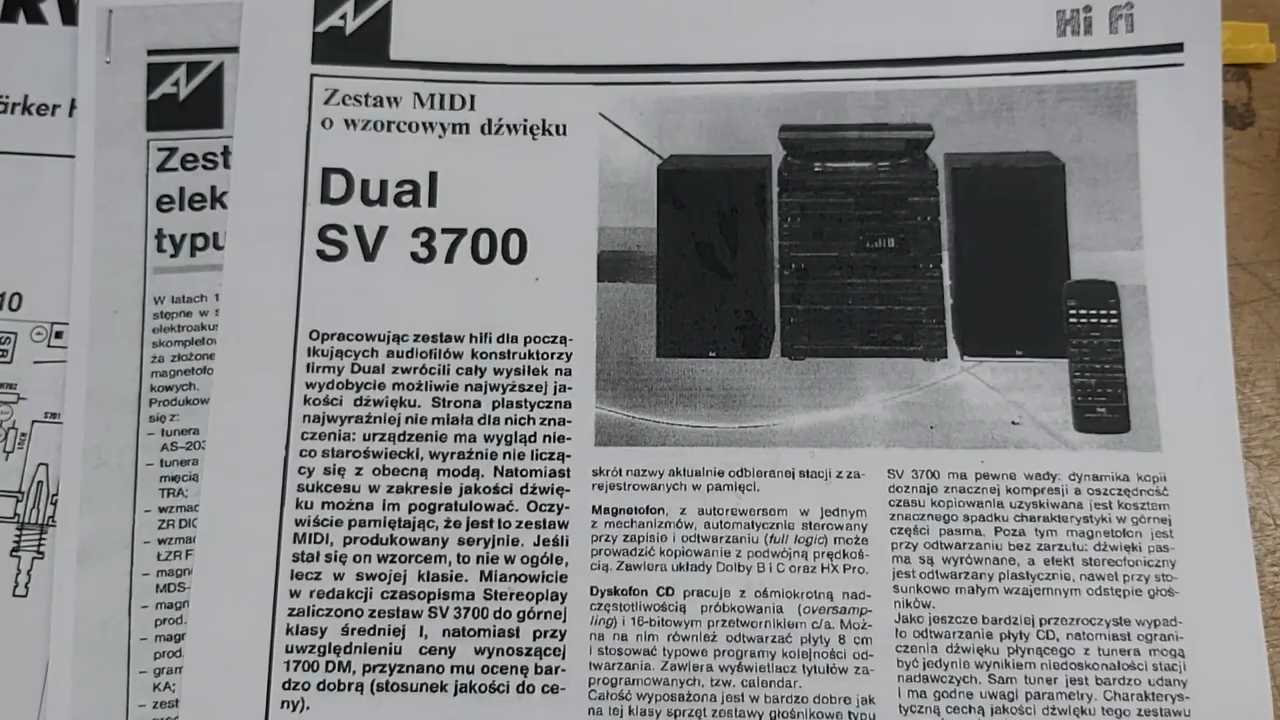 ärker
10
S701
Zest
elek
typu
W latach 1
stępne w s
elektroaku
skompleto
za złożone
magnetofo
kowych.
Produkow
się z:
– tunera
AS–203
– tunera
mięcią
TRA;
– wzmac
ZR DIG
– wzmac
ŁZR F
– magn
MDS-
– magn
prod.
– magr
prod.
– gram
KA;
– zest
AV
Hi fi
Zestaw MIDI
o wzorcowym dźwięku
Dual
SV 3700
Opracowując zestaw hifi dla począ-
tkujących audiofilów konstruktorzy
firmy Dual zwrócili cały wysiłek na
wydobycie możliwie najwyższej ja-
kości dźwięku. Strona plastyczna
najwyraźniej nie miała dla nich zna-
czenia: urządzenie ma wygląd nie-
co staroświecki, wyraźnie nie liczą-
cy się z obecną modą. Natomiast
sukcesu w zakresie jakości dźwię-
ku można im pogratulować. Oczy-
wiście pamiętając, że jest to zestaw
MIDI, produkowany seryjnie. Jeśli
stał się on wzorcem, to nie w ogóle,
lecz w swojej klasie. Mianowicie
w redakcji czasopisma Stereoplay
zaliczono zestaw SV 3700 do górnej
klasy średniej I, natomiast przy
uwzględnieniu ceny wynoszącej
1700 DM, przyznano mu ocenę bar-
dzo dobrą (stosunek jakości do ce-
ny).
skrót nazwy aktualnie odbieranej stacji z za-
rejestrowanych w pamięci.
Magnetofon, z autorewersem w jednym
z mechanizmów, automatycznie sterowany
przy zapisie i odtwarzaniu (full logic) może
prowadzić kopiowanie z podwójną prędkoś-
cią. Zawiera układy Dolby B i C oraz HX Pro.
Dyskofon CD pracuje z ośmiokrotną nad-
częstotliwością próbkowania (oversamp-
ling) i 16-bitowym przetwornikiem c/a. Moż-
na na nim również odtwarzać płyty 8 cm
i stosować typowe programy kolejności od-
twarzania. Zawiera wyświetlacz tytułów za-
programowanych, tzw. calendar.
Całość wyposażona jest w bardzo dobre jak
na tej klasy sprzęt zestawy głośnikowe typu
SV 3700 ma pewne wady: dynamika kopii
doznaje znacznej kompresji a oszczędność
czasu kopiowania uzyskiwana jest kosztem
znacznego spadku charakterystyki w górnej
części pasma. Poza tym magnetofon jest
przy odtwarzaniu bez zarzutu: dźwięki pas-
ma są wyrównane, a efekt stereofoniczny
jest odtwarzany plastycznie, nawet przy sto-
sunkowo małym wzajemnym odstępie głoś-
ników.
Jako jeszcze bardziej przezroczyste wypad-
ło odtwarzanie płyty CD, natomiast ograni-
czenia dźwięku płynącego z tunera mogą
być jedynie wynikiem niedoskonałości stacji
nadawczych. Sam tuner jest bardzo udany
i ma godne uwagi parametry. Charakterys-
tyczną cechą jakości dźwięku tego zestawu